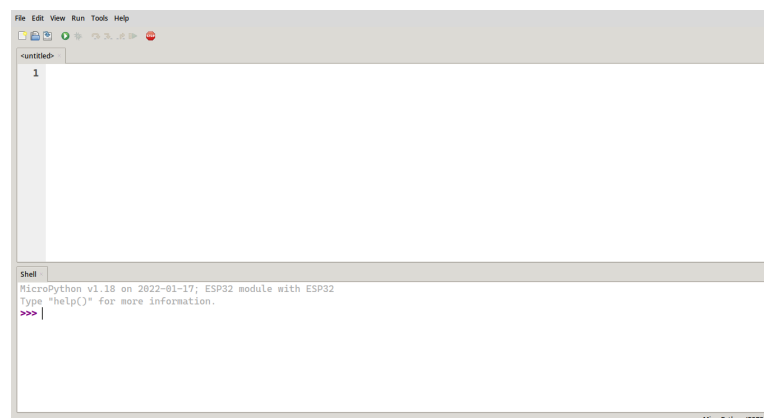 File Edit View Run Tools Help
<untitled>
1
Shell
MicroPython v1.18 on 2022-01-17; ESP32 module with ESP32
Type "help()" for more information.
>>>